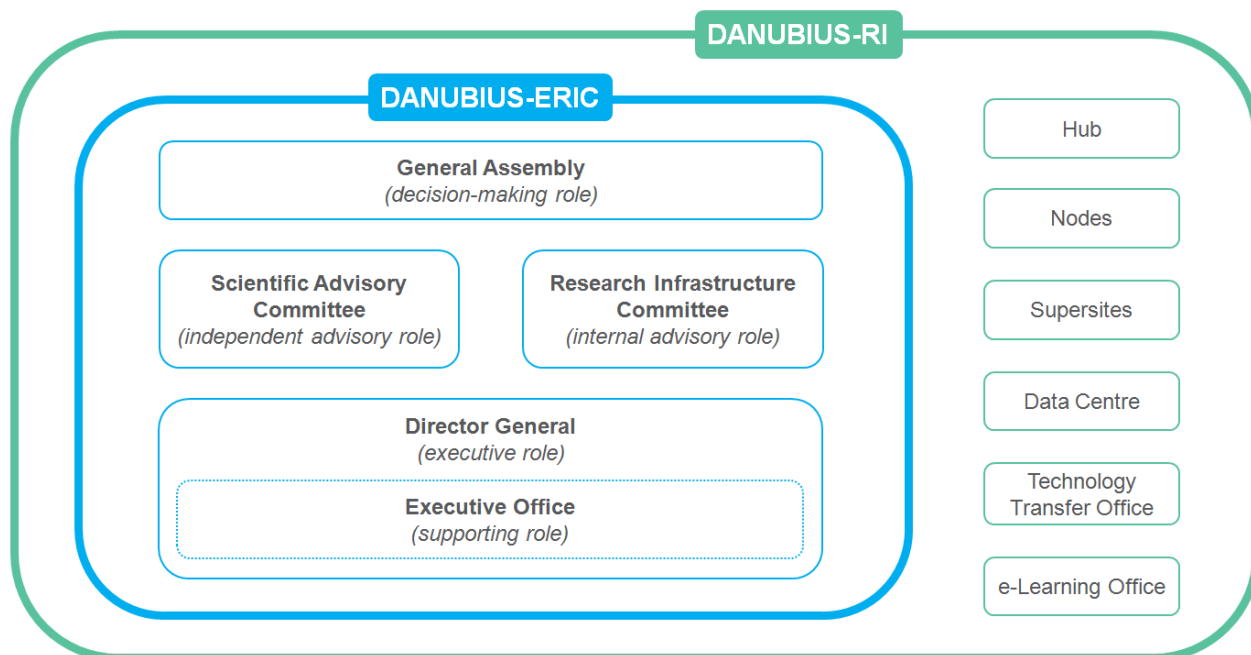 DANUBIUS-RI
DANUBIUS-ERIC
General Assembly
(decision-making role)
Scientific Advisory
Committee
(independent advisory role)
Research Infrastructure
Committee
(internal advisory role)
Director General
(executive role)
Executive Office
(supporting role)
Hub
Nodes
Supersites
Data Centre
Technology
Transfer Office
e-Learning Office